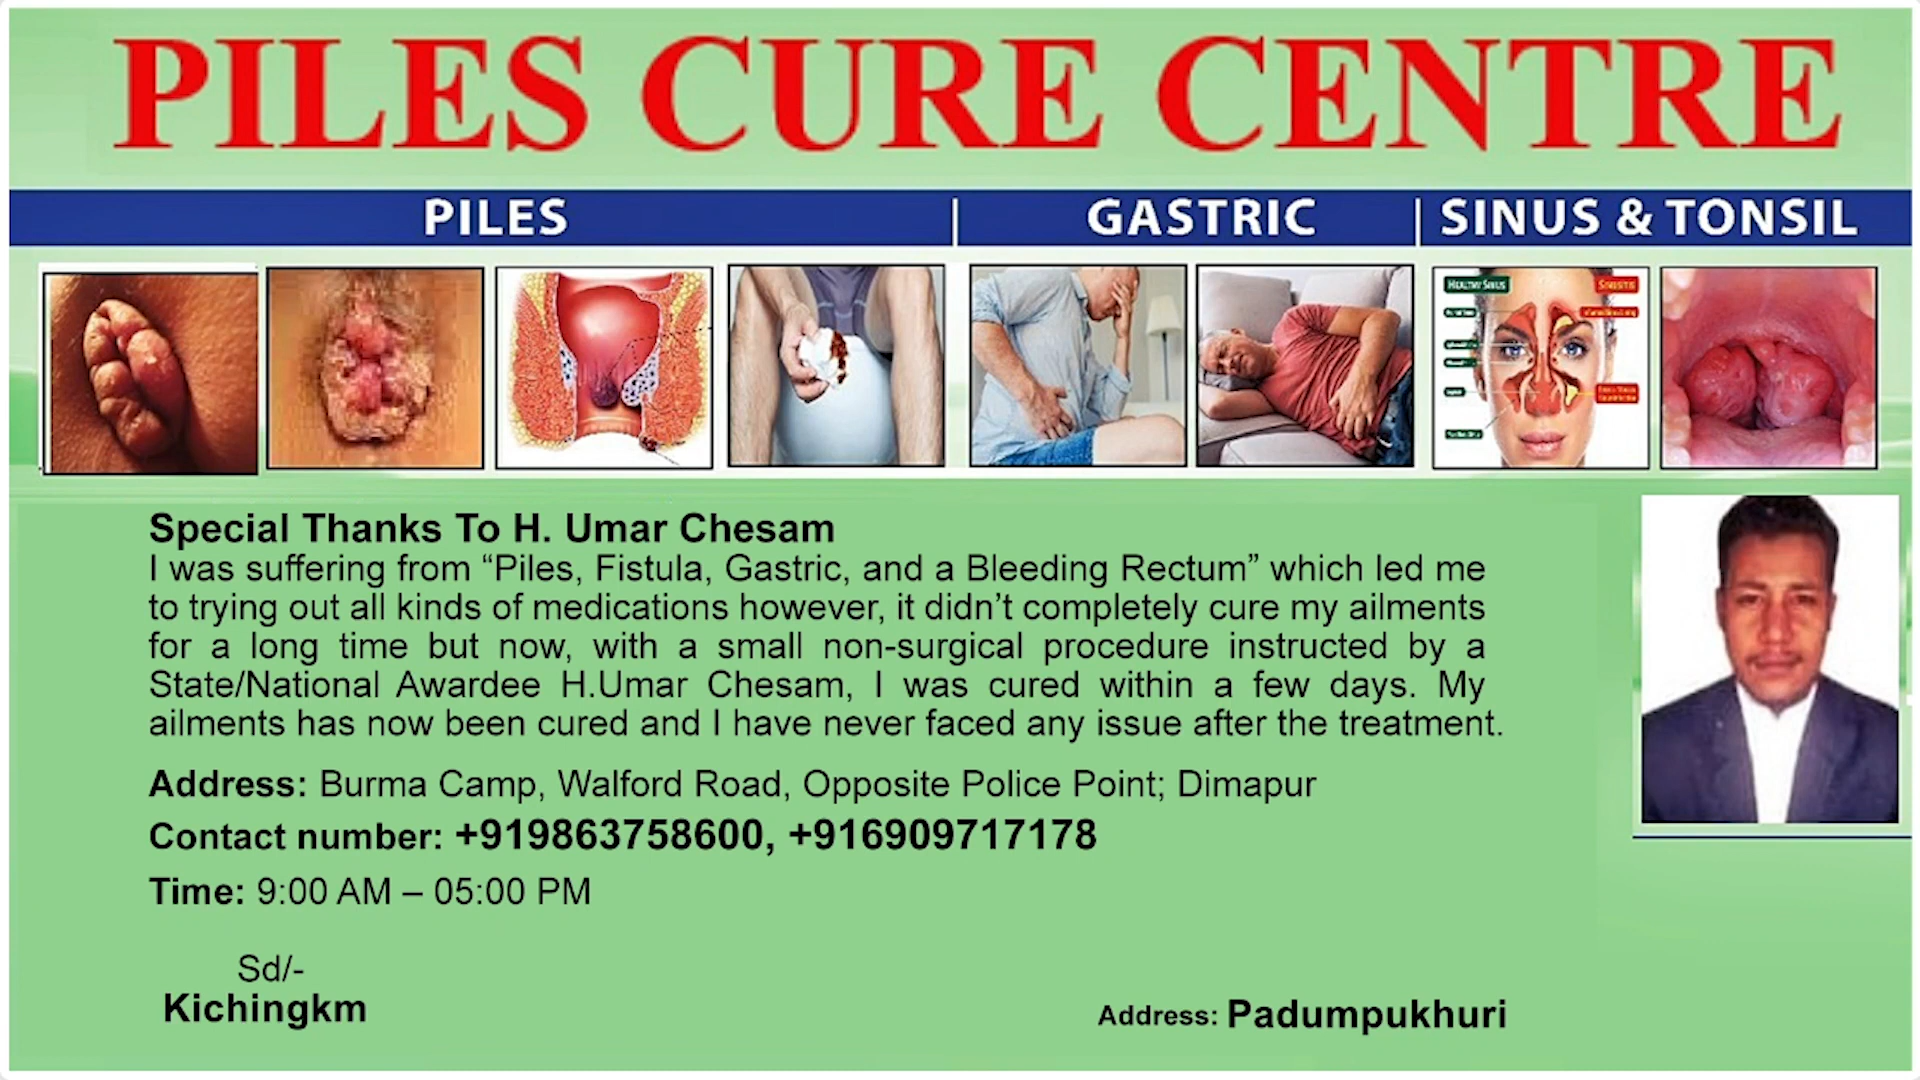 PILES CURE CENTRE
PILES | GASTRIC | SINUS & TONSIL
HEALTHY SINUS
SINUSITIS
Special Thanks To H. Umar Chesam
I was suffering from “Piles, Fistula, Gastric, and a Bleeding Rectum” which led me
to trying out all kinds of medications however, it didn’t completely cure my ailments
for a long time but now, with a small non-surgical procedure instructed by a
State/National Awardee H.Umar Chesam, I was cured within a few days. My
ailments has now been cured and I have never faced any issue after the treatment.
Address: Burma Camp, Walford Road, Opposite Police Point; Dimapur
Contact number: +919863758600, +916909717178
Time: 9:00 AM – 05:00 PM
Sd/-
Kichingkm
Address: Padumpukhuri